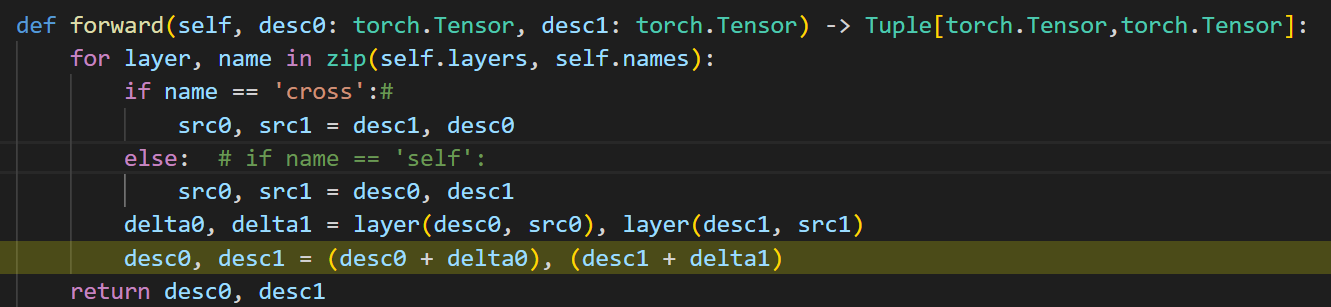 def forward(self, desc0: torch.Tensor, desc1: torch.Tensor) -> Tuple[torch.Tensor,torch.Tensor]:
    for layer, name in zip(self.layers, self.names):
        if name == 'cross':#
            src0, src1 = desc1, desc0
        else:  # if name == 'self':
            src0, src1 = desc0, desc1
        delta0, delta1 = layer(desc0, src0), layer(desc1, src1)
        desc0, desc1 = (desc0 + delta0), (desc1 + delta1)
    return desc0, desc1